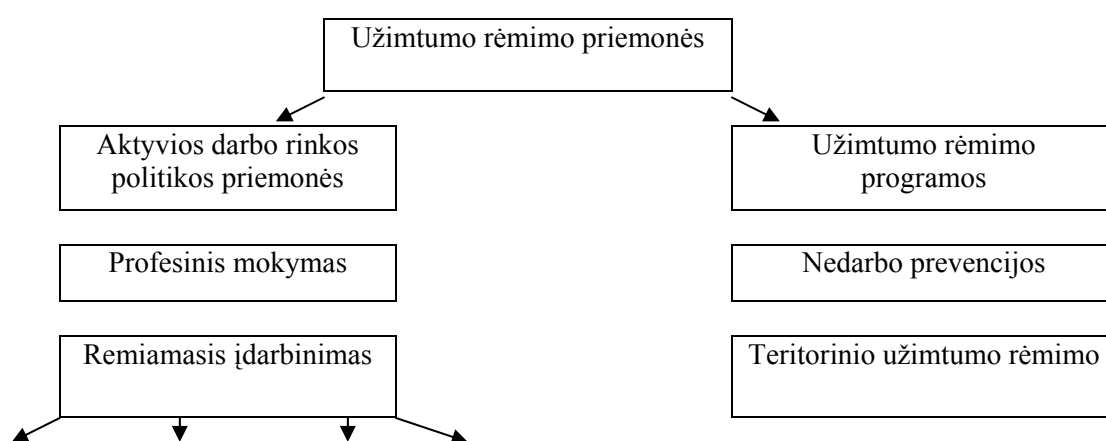 Užimtumo rėmimo priemonės
Aktyvios darbo rinkos
politikos priemonės
Užimtumo rėmimo
programos
Profesinis mokymas
Nedarbo prevencijos
Remiamasis įdarbinimas
Teritorinio užimtumo rėmimo